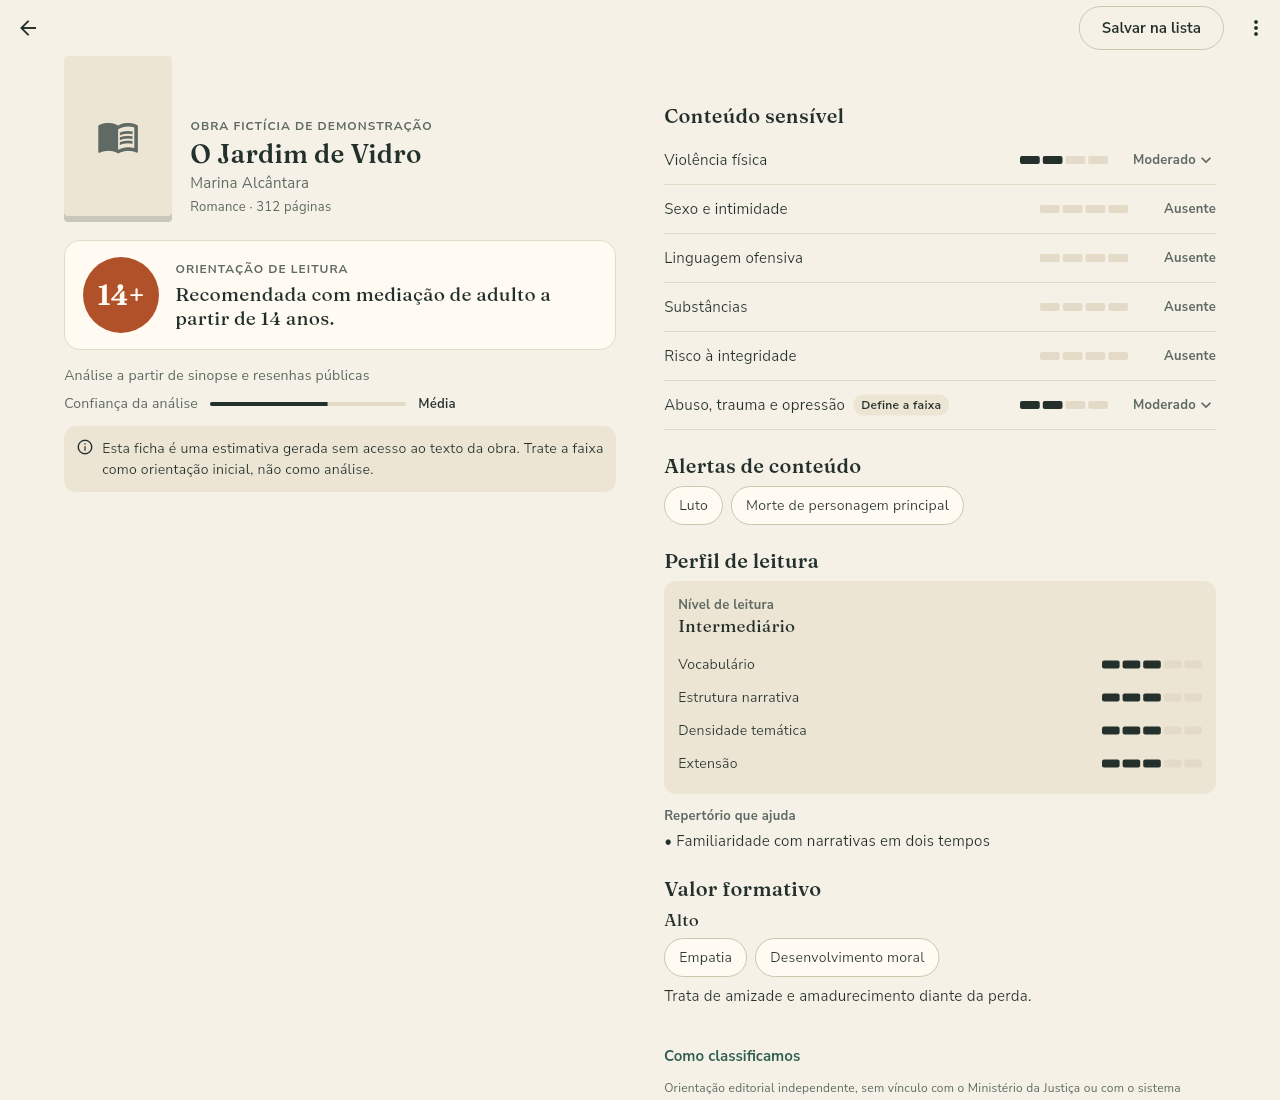 Salvar na lista
OBRA FICTÍCIA DE DEMONSTRAÇÃO
O Jardim de Vidro
Marina Alcântara
Romance · 312 páginas
14+
ORIENTAÇÃO DE LEITURA
Recomendada com mediação de adulto a
partir de 14 anos.
Análise a partir de sinopse e resenhas públicas
Confiança da análise Média
Esta ficha é uma estimativa gerada sem acesso ao texto da obra. Trate a faixa
como orientação inicial, não como análise.
Conteúdo sensível
Violência física Moderado
Sexo e intimidade Ausente
Linguagem ofensiva Ausente
Substâncias Ausente
Risco à integridade Ausente
Abuso, trauma e opressão Define a faixa Moderado
Alertas de conteúdo
Luto Morte de personagem principal
Perfil de leitura
Nível de leitura
Intermediário
Vocabulário
Estrutura narrativa
Densidade temática
Extensão
Repertório que ajuda
• Familiaridade com narrativas em dois tempos
Valor formativo
Alto
Empatia Desenvolvimento moral
Trata de amizade e amadurecimento diante da perda.
Como classificamos
Orientação editorial independente, sem vínculo com o Ministério da Justiça ou com o sistema